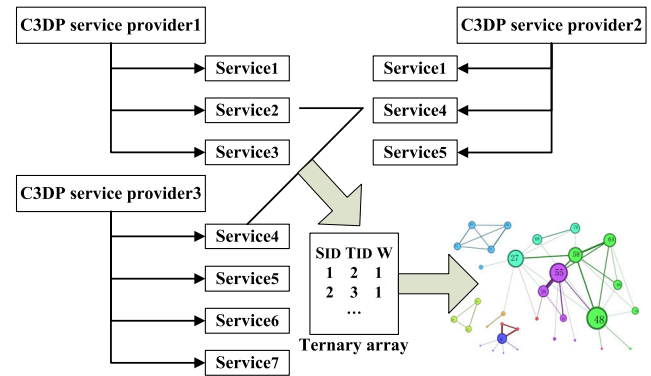 C3DP service provider1
C3DP service provider2
Service1
Service2
Service3
Service1
Service4
Service5
C3DP service provider3
Service4
Service5
Service6
Service7
SID TID W
1 2 1
2 3 1
...
Ternary array
27
58
55
48